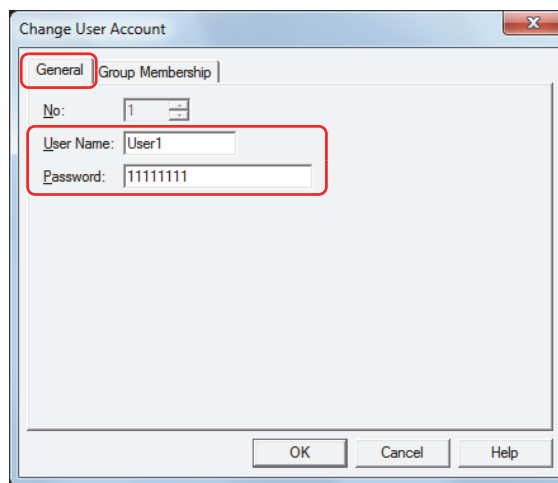 Change User Account
General Group Membership
No: 1
User Name: User1
Password: 11111111
OK Cancel Help